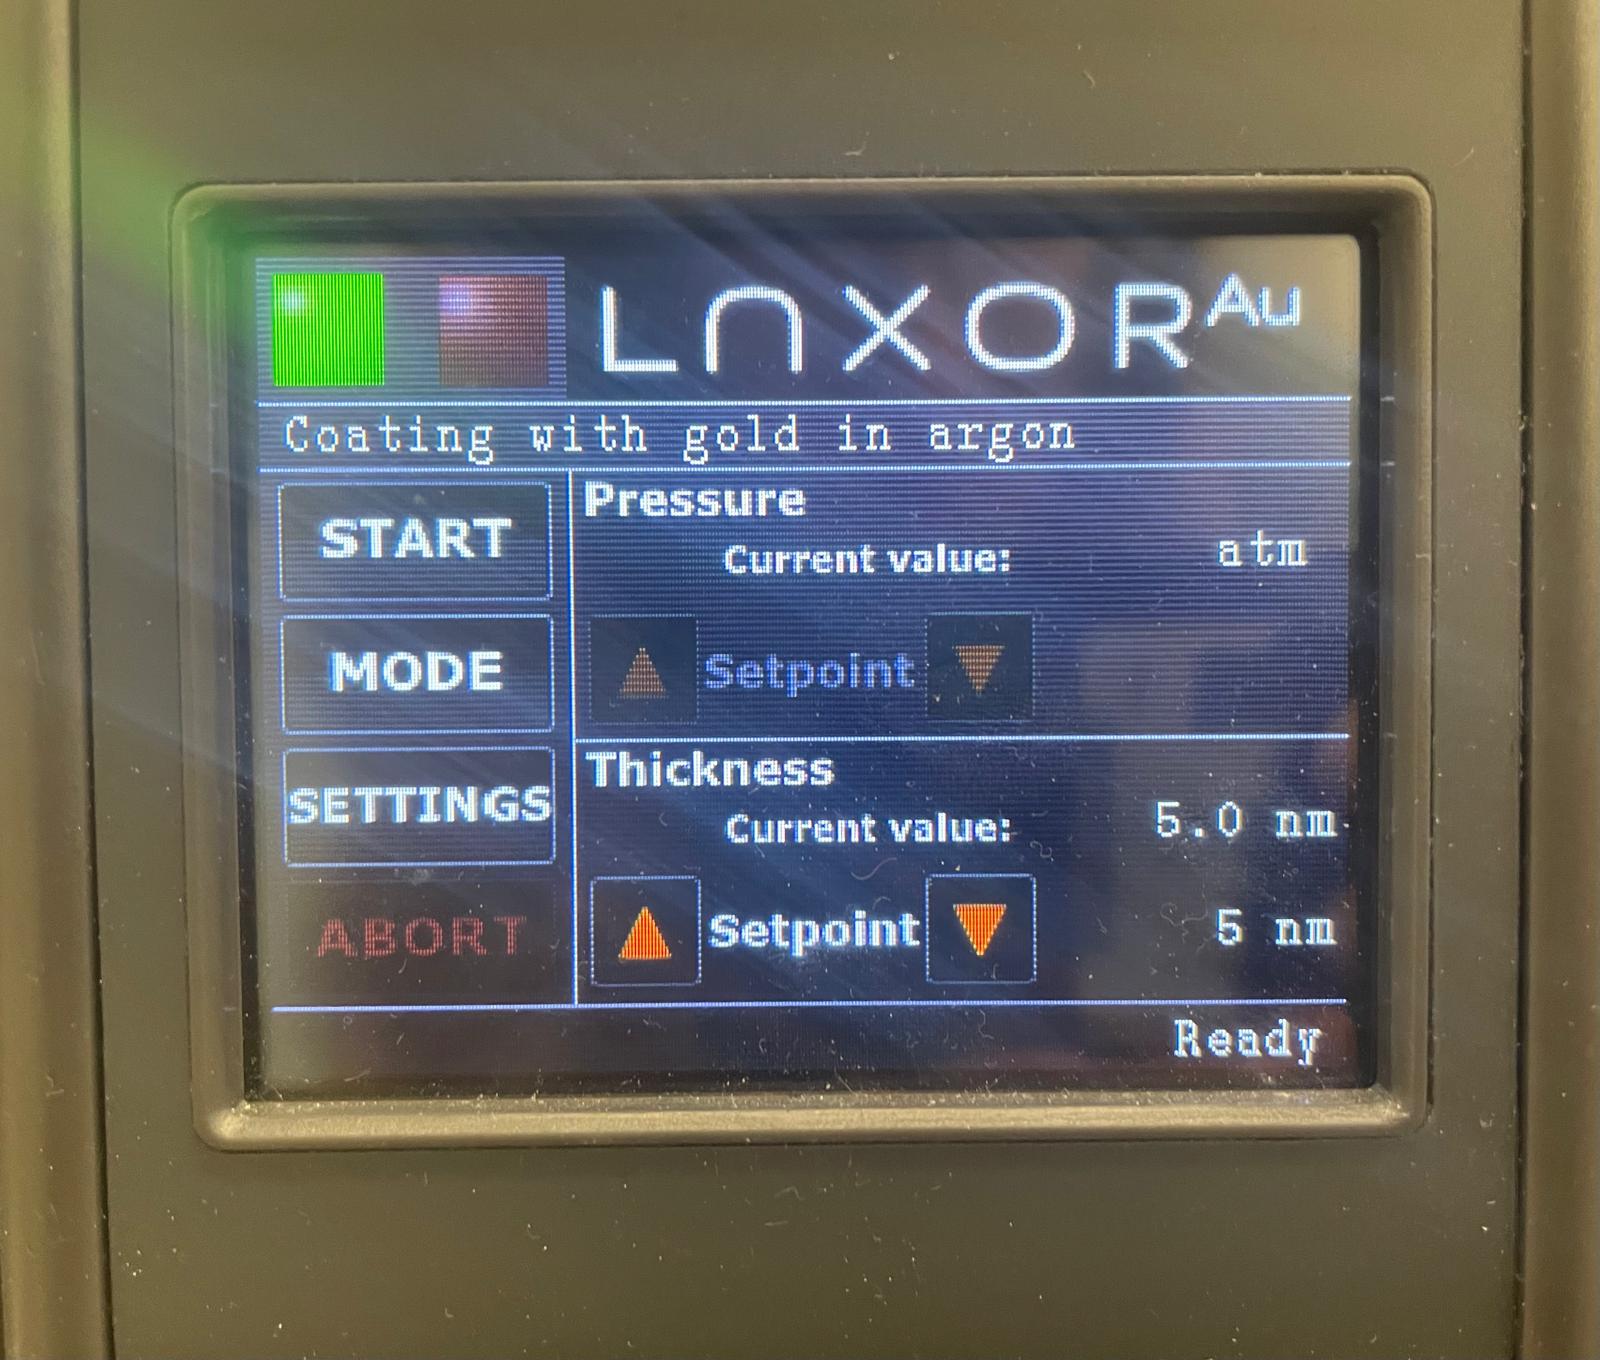 LUXOR Au
Coating with gold in argon
START
MODE
SETTINGS
ABORT
Pressure
Current value: atm
Setpoint
Thickness
Current value: 5.0 nm
Setpoint 5 nm
Ready